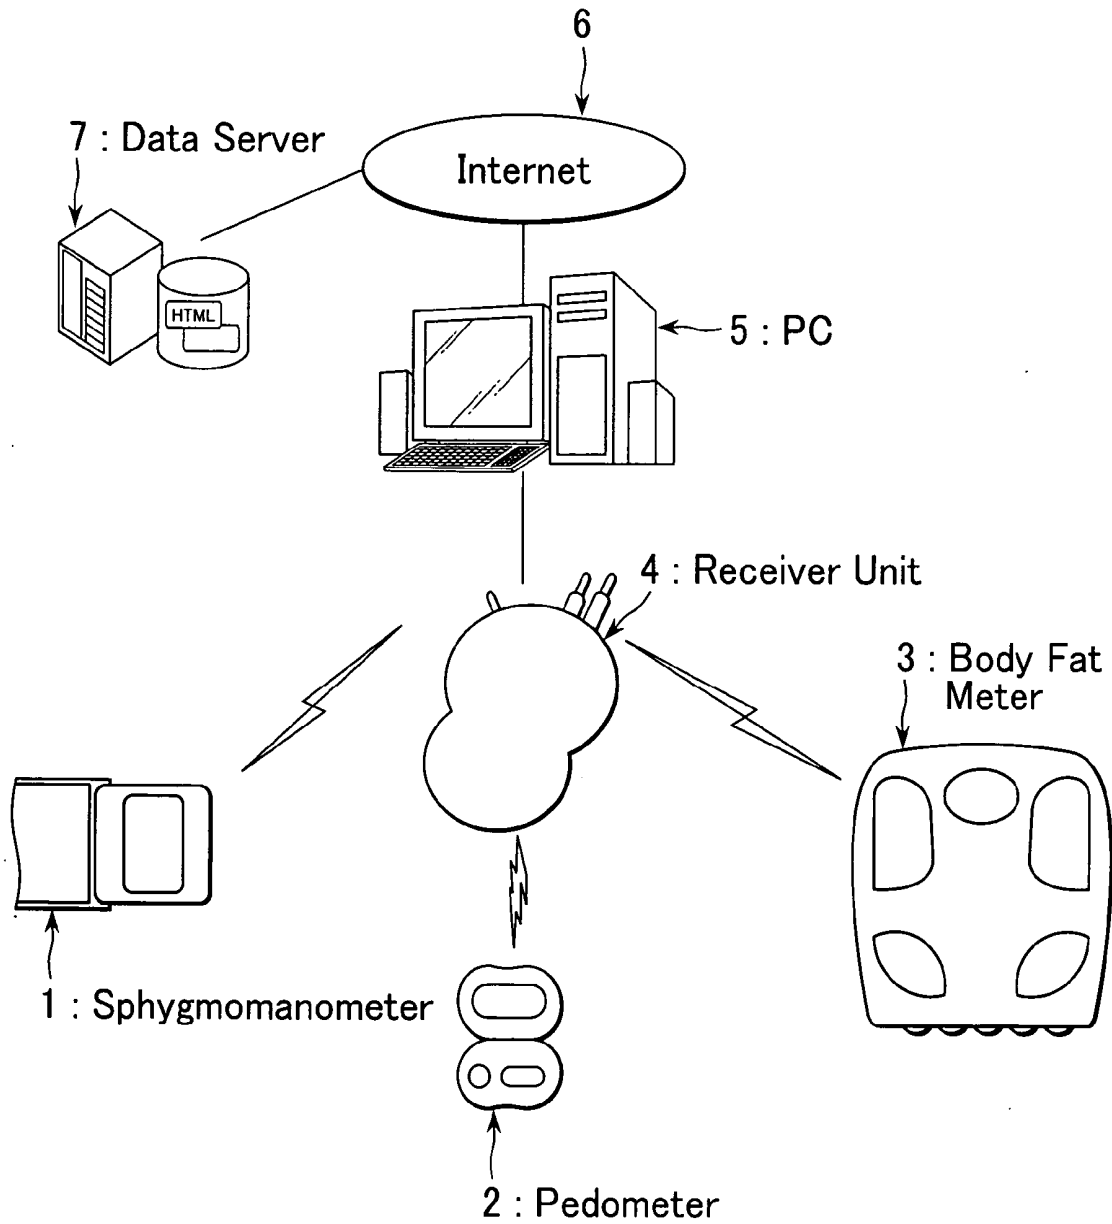 6
7 : Data Server
Internet
HTML
5 : PC
4 : Receiver Unit
3 : Body Fat
Meter
1 : Sphygmomanometer
2 : Pedometer